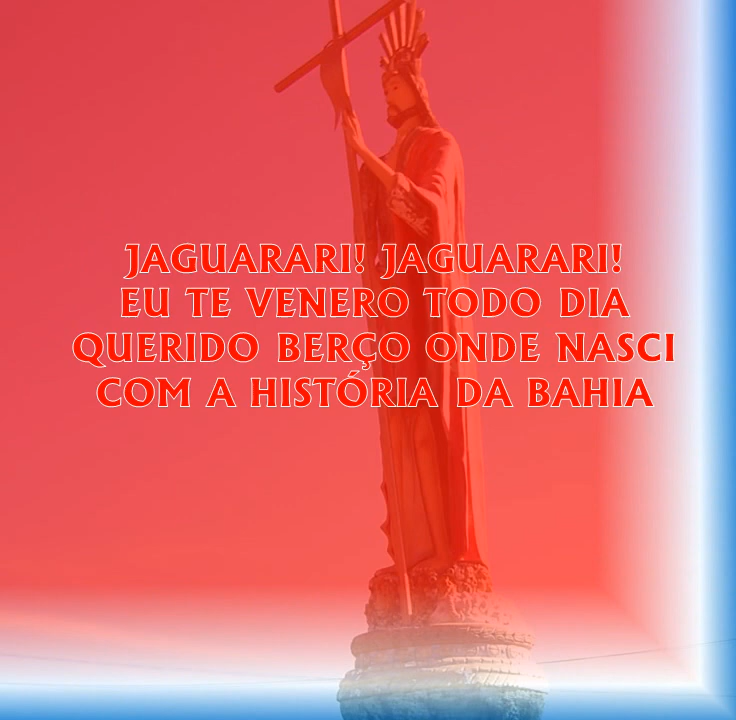 JAGUARARI! JAGUARARI!
EU TE VENERO TODO DIA
QUERIDO BERÇO ONDE NASCI
COM A HISTÓRIA DA BAHIA